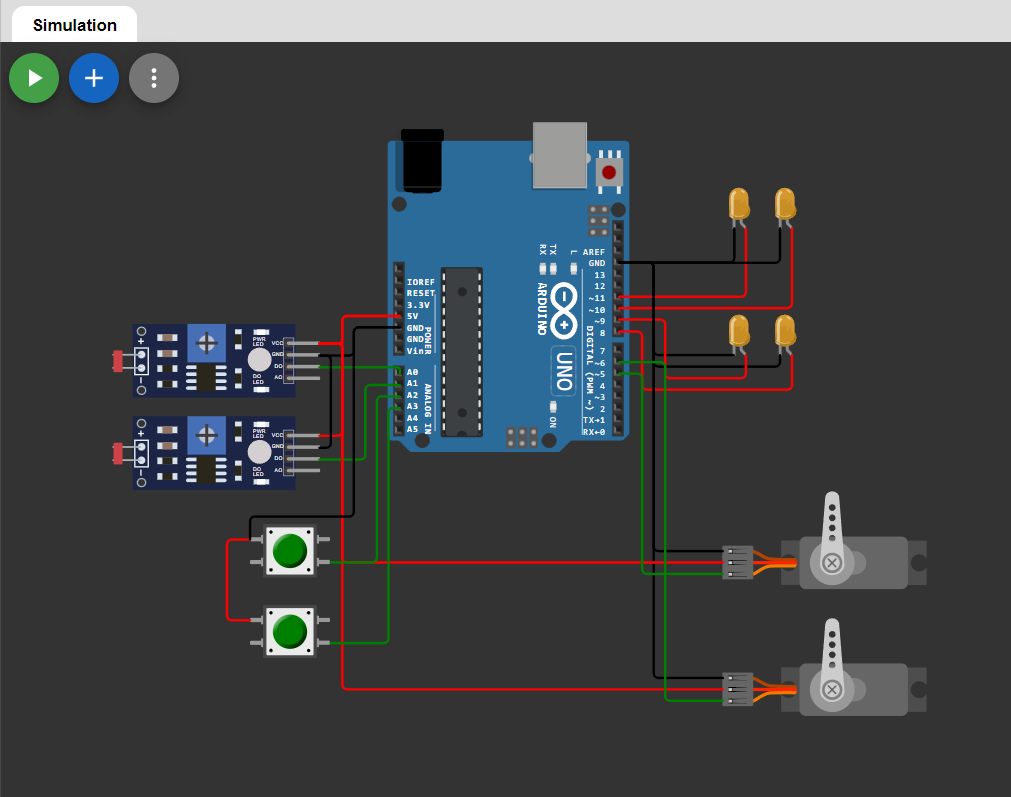 Simulation
AREF
GND
13
12
~11
~10
~9
8
7
~6
~5
4
~3
2
TX→1
RX←0
DIGITAL (PWM ~)
RX
TX
L
ARDUINO
UNO
ON
IOREF
RESET
3.3V
5V
GND
GND
Vin
POWER
A0
A1
A2
A3
A4
A5
ANALOG IN
+
−
PWR
LED
DO
LED
VCC
GND
DO
AO
+
−
PWR
LED
DO
LED
VCC
GND
DO
AO